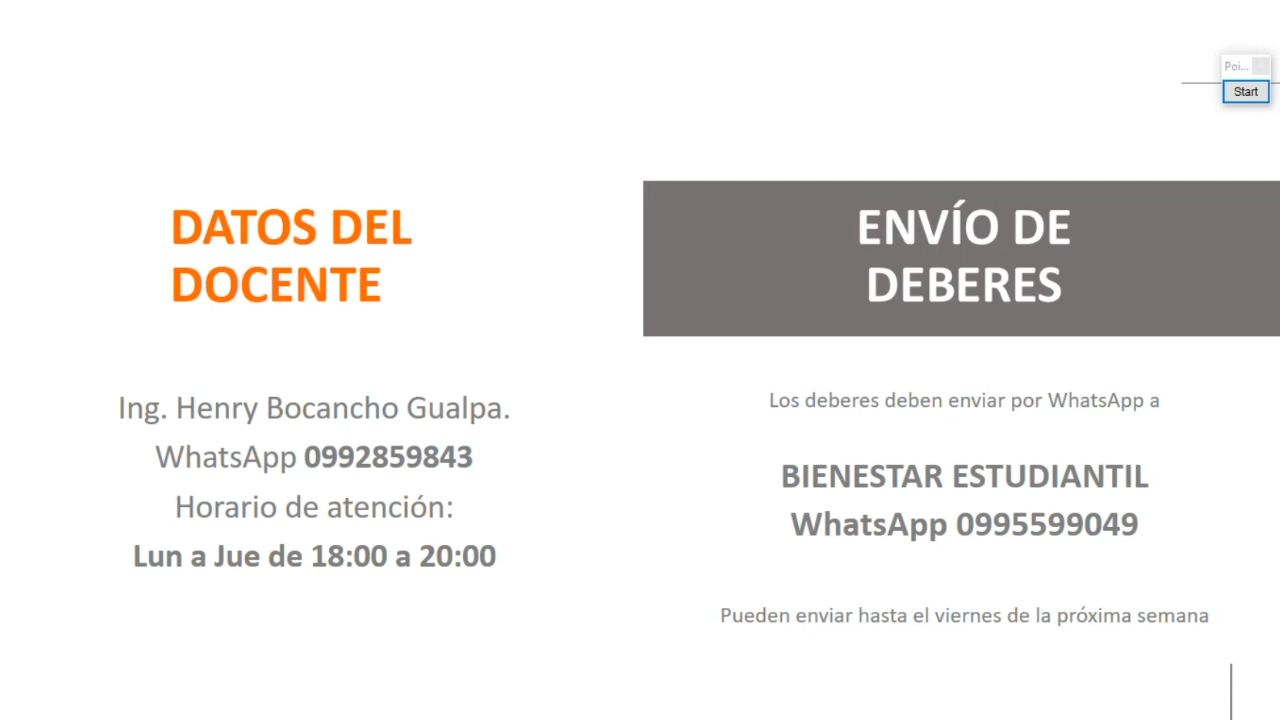 Poi...
Start
DATOS DEL
DOCENTE
Ing. Henry Bocancho Gualpa.
WhatsApp 0992859843
Horario de atención:
Lun a Jue de 18:00 a 20:00
ENVÍO DE
DEBERES
Los deberes deben enviar por WhatsApp a
BIENESTAR ESTUDIANTIL
WhatsApp 0995599049
Pueden enviar hasta el viernes de la próxima semana